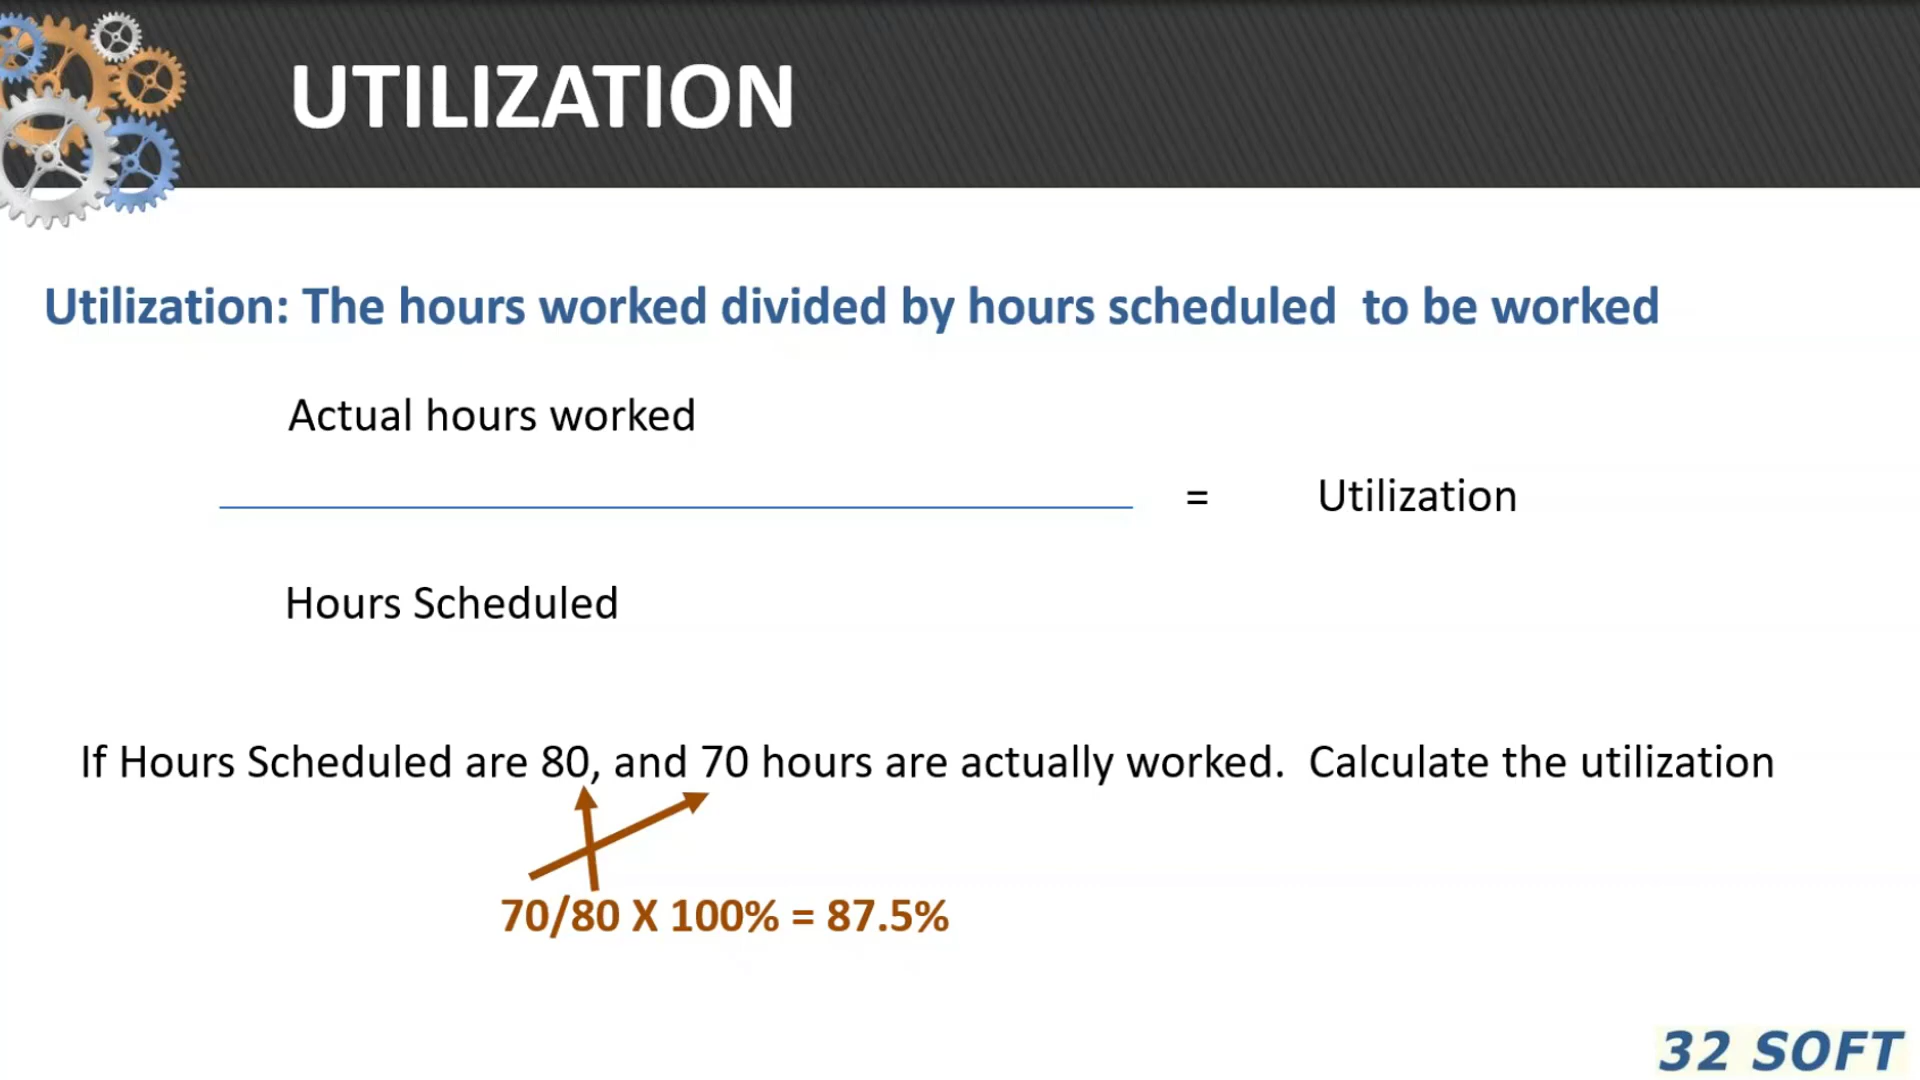 UTILIZATION
Utilization: The hours worked divided by hours scheduled to be worked
Actual hours worked
= Utilization
Hours Scheduled
If Hours Scheduled are 80, and 70 hours are actually worked. Calculate the utilization
70/80 X 100% = 87.5%
32 SOFT